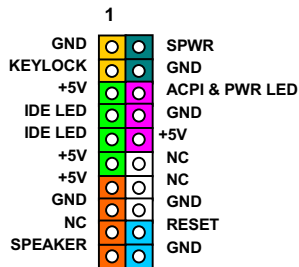 1
GND SPWR
KEYLOCK GND
+5V ACPI & PWR LED
IDE LED GND
IDE LED +5V
+5V NC
+5V NC
GND GND
NC RESET
SPEAKER GND